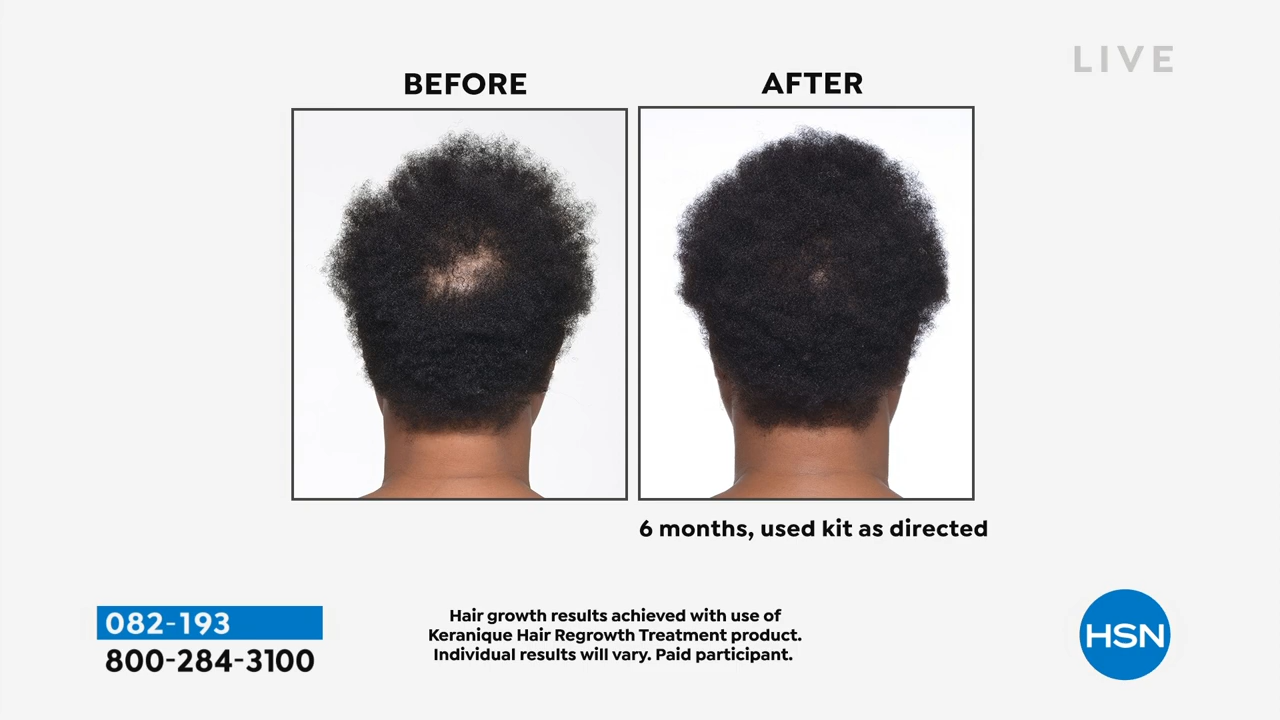 LIVE
BEFORE
AFTER
6 months, used kit as directed
082-193
800-284-3100
Hair growth results achieved with use of
Keranique Hair Regrowth Treatment product.
Individual results will vary. Paid participant.
HSN